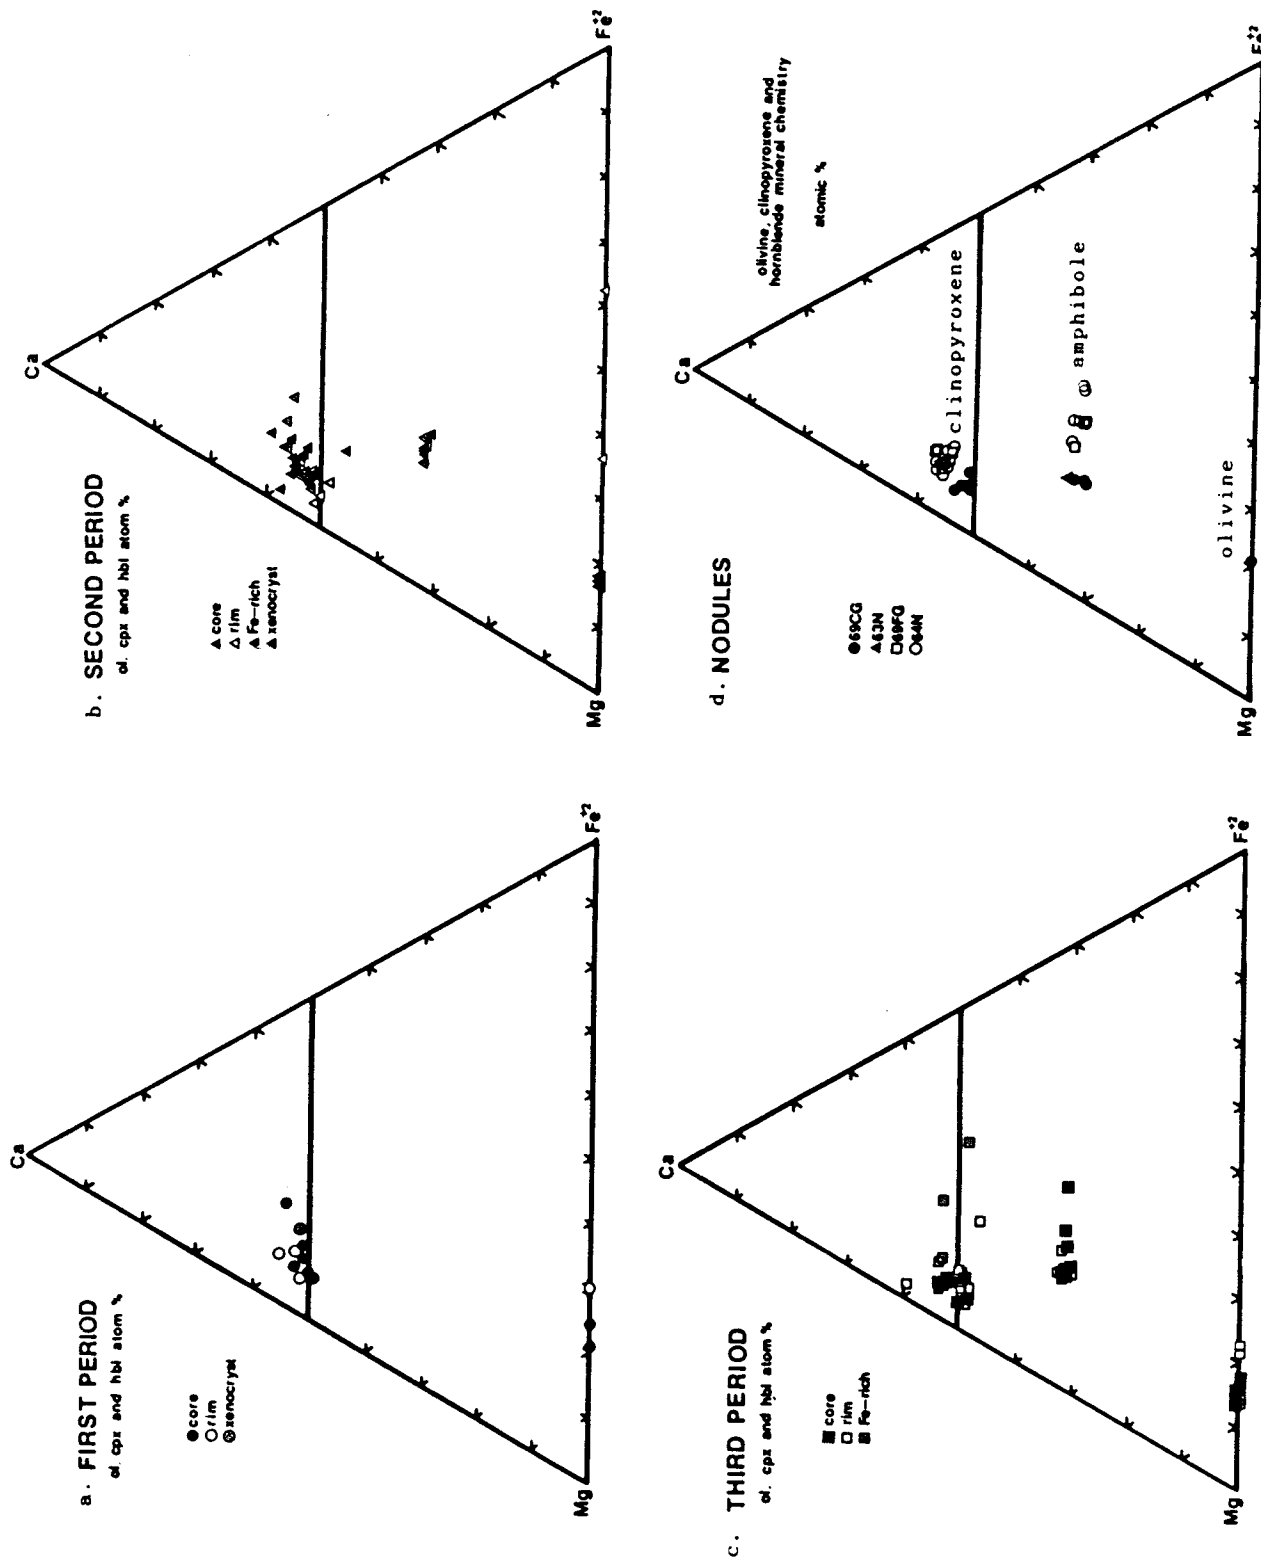 a. FIRST PERIOD
ol. cpx and hbl atom %
core
rim
xenocryst
Ca
Mg
Fe+2
b. SECOND PERIOD
ol. cpx and hbl atom %
core
rim
Fe-rich
xenocryst
Ca
Mg
Fe+2
c. THIRD PERIOD
ol. cpx and hbl atom %
core
rim
Fe-rich
Ca
Mg
Fe+2
d. NODULES
69CG
63N
69FG
64N
olivine, clinopyroxene and
hornblende mineral chemistry
atomic %
Ca
clinopyroxene
amphibole
olivine
Mg
Fe+2